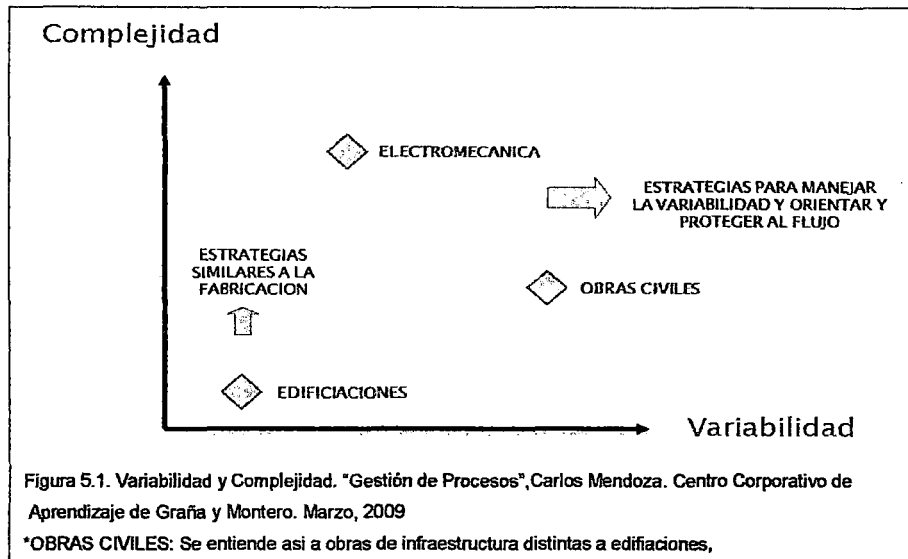 Complejidad
ELECTROMECANICA
ESTRATEGIAS PARA MANEJAR
LA VARIABILIDAD Y ORIENTAR Y
PROTEGER AL FLUJO
ESTRATEGIAS
SIMILARES A LA
FABRICACION
OBRAS CIVILES
EDIFICIACIONES
Variabilidad
Figura 5.1. Variabilidad y Complejidad. "Gestión de Procesos",Carlos Mendoza. Centro Corporativo de
Aprendizaje de Graña y Montero. Marzo, 2009
*OBRAS CIVILES: Se entiende asi a obras de infraestructura distintas a edifiaciones,